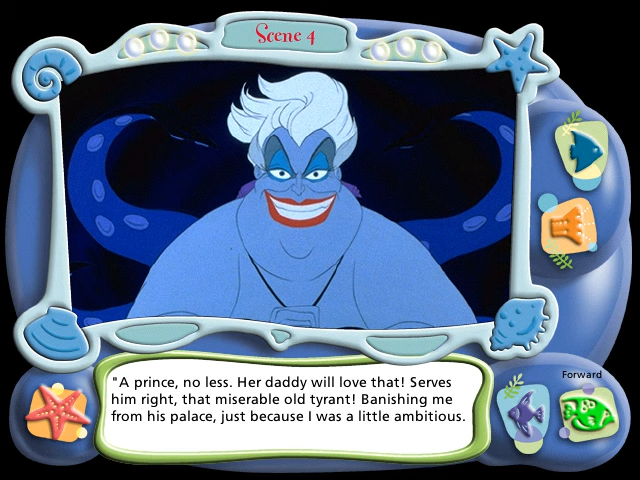 Scene 4
"A prince, no less. Her daddy will love that! Serves
him right, that miserable old tyrant! Banishing me
from his palace, just because I was a little ambitious.
Forward